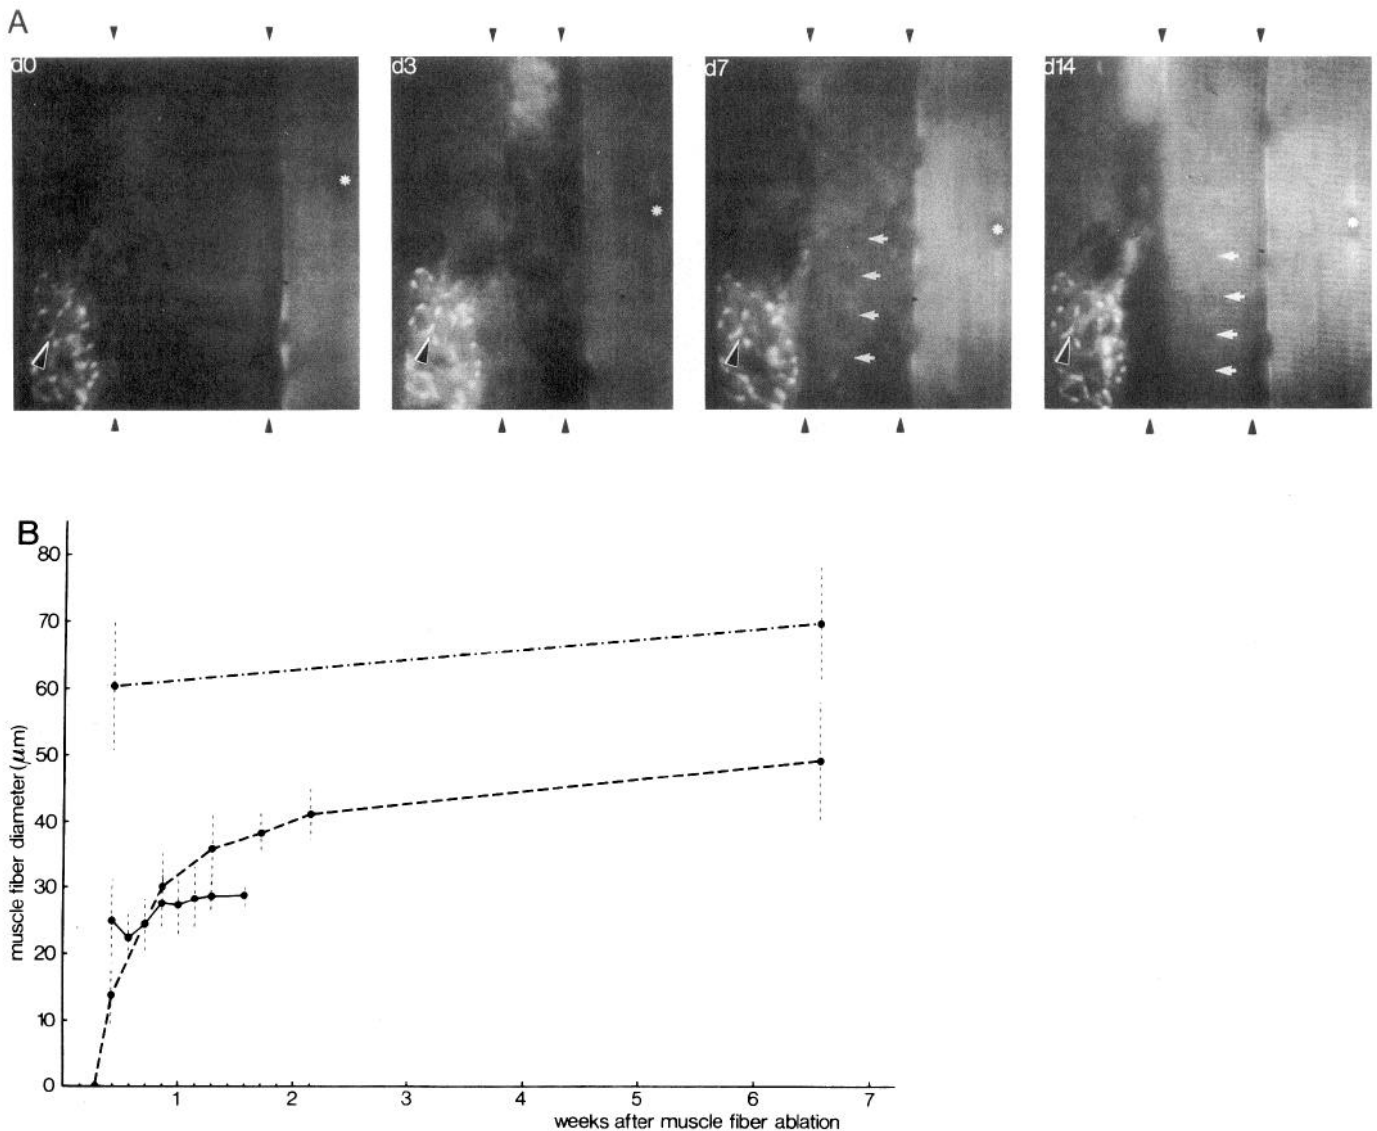 A
d0 d3 d7 d14
B
80
70
60
50
40
30
20
10
0
muscle fiber diameter (μm)
1 2 3 4 5 6 7
weeks after muscle fiber ablation